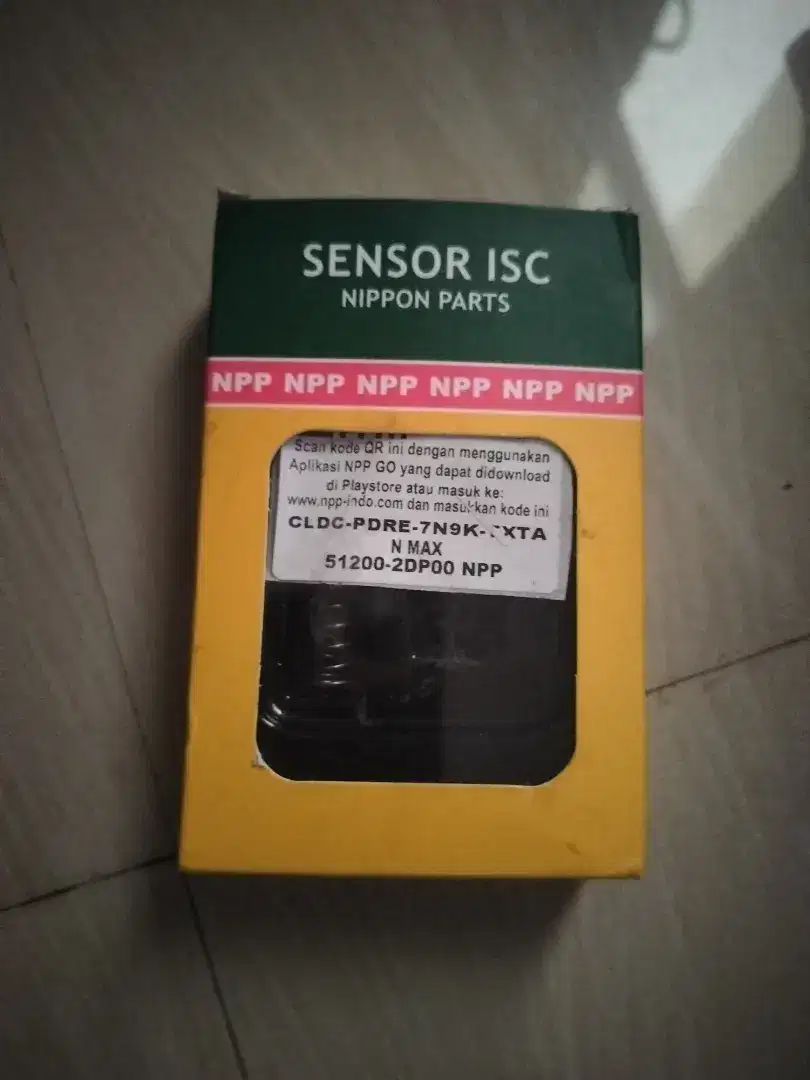 SENSOR ISC
NIPPON PARTS
NPP NPP NPP NPP NPP NPP
Scan kode QR ini dengan menggunakan
Aplikasi NPP GO yang dapat didownload
di Playstore atau masuk ke:
www.npp-indo.com dan masukkan kode ini
N MAX
51200-2DP00 NPP